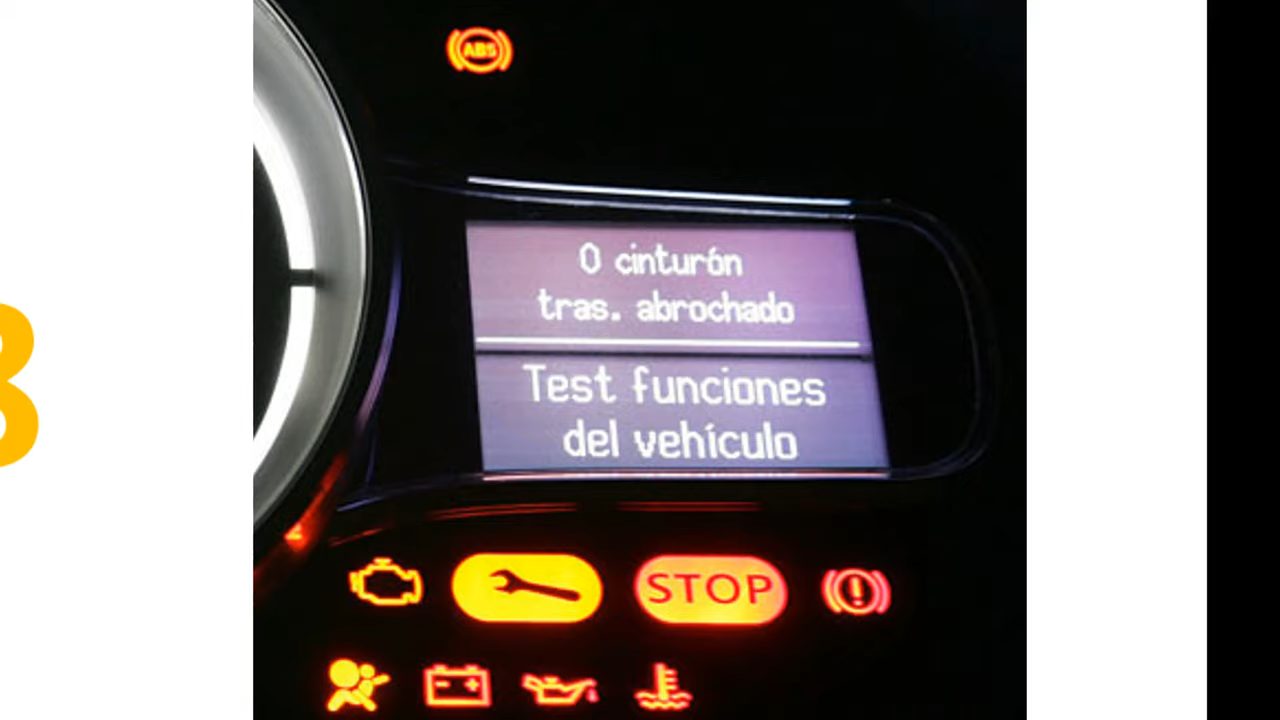 ABS
0 cinturón
tras. abrochado
Test funciones
del vehículo
STOP